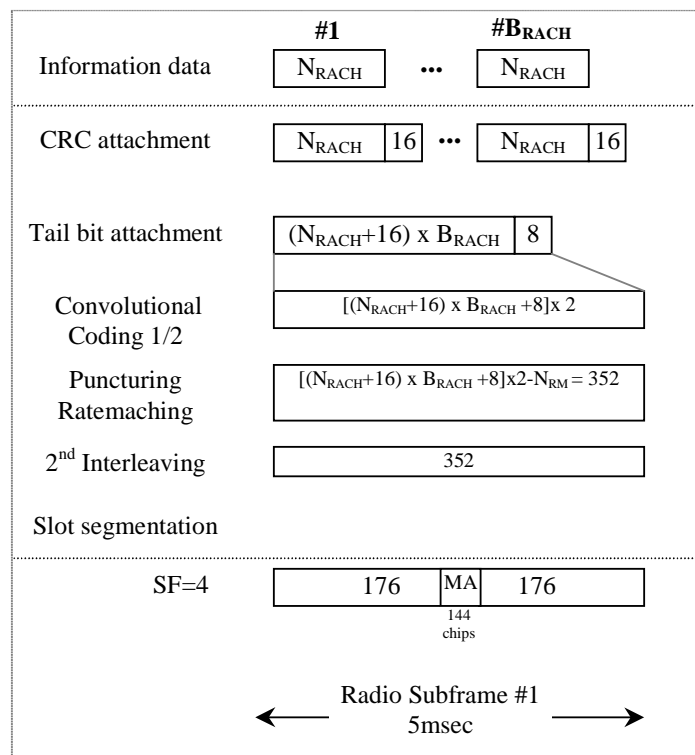 #1 #B_RACH
Information data N_RACH ... N_RACH
CRC attachment N_RACH 16 ... N_RACH 16
Tail bit attachment (N_RACH+16) x B_RACH 8
Convolutional
Coding 1/2
[(N_RACH+16) x B_RACH +8]x 2
Puncturing
Ratemaching
[(N_RACH+16) x B_RACH +8]x2-N_RM = 352
2nd Interleaving 352
Slot segmentation
SF=4 176 MA 176
144
chips
Radio Subframe #1
5msec